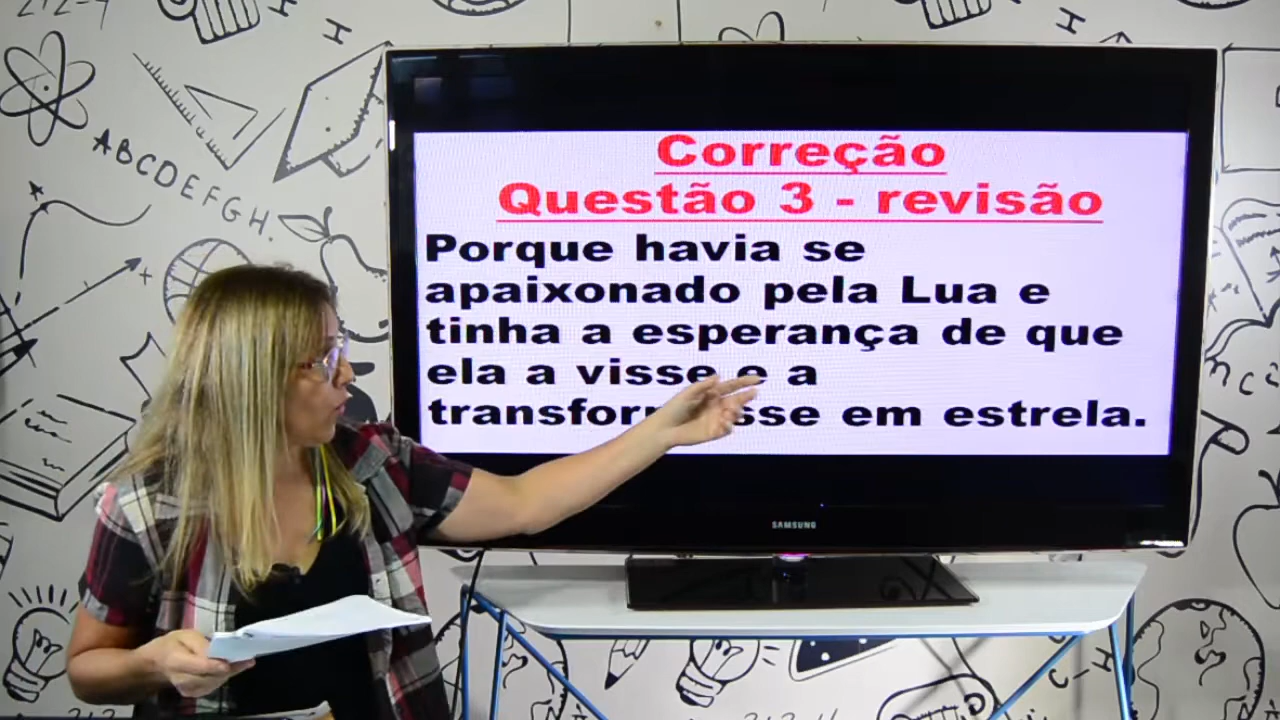 Correção
Questão 3 - revisão
Porque havia se
apaixonado pela Lua e
tinha a esperança de que
ela a visse e a
em estrela.
SAMSUNG
ABCDEFGH.